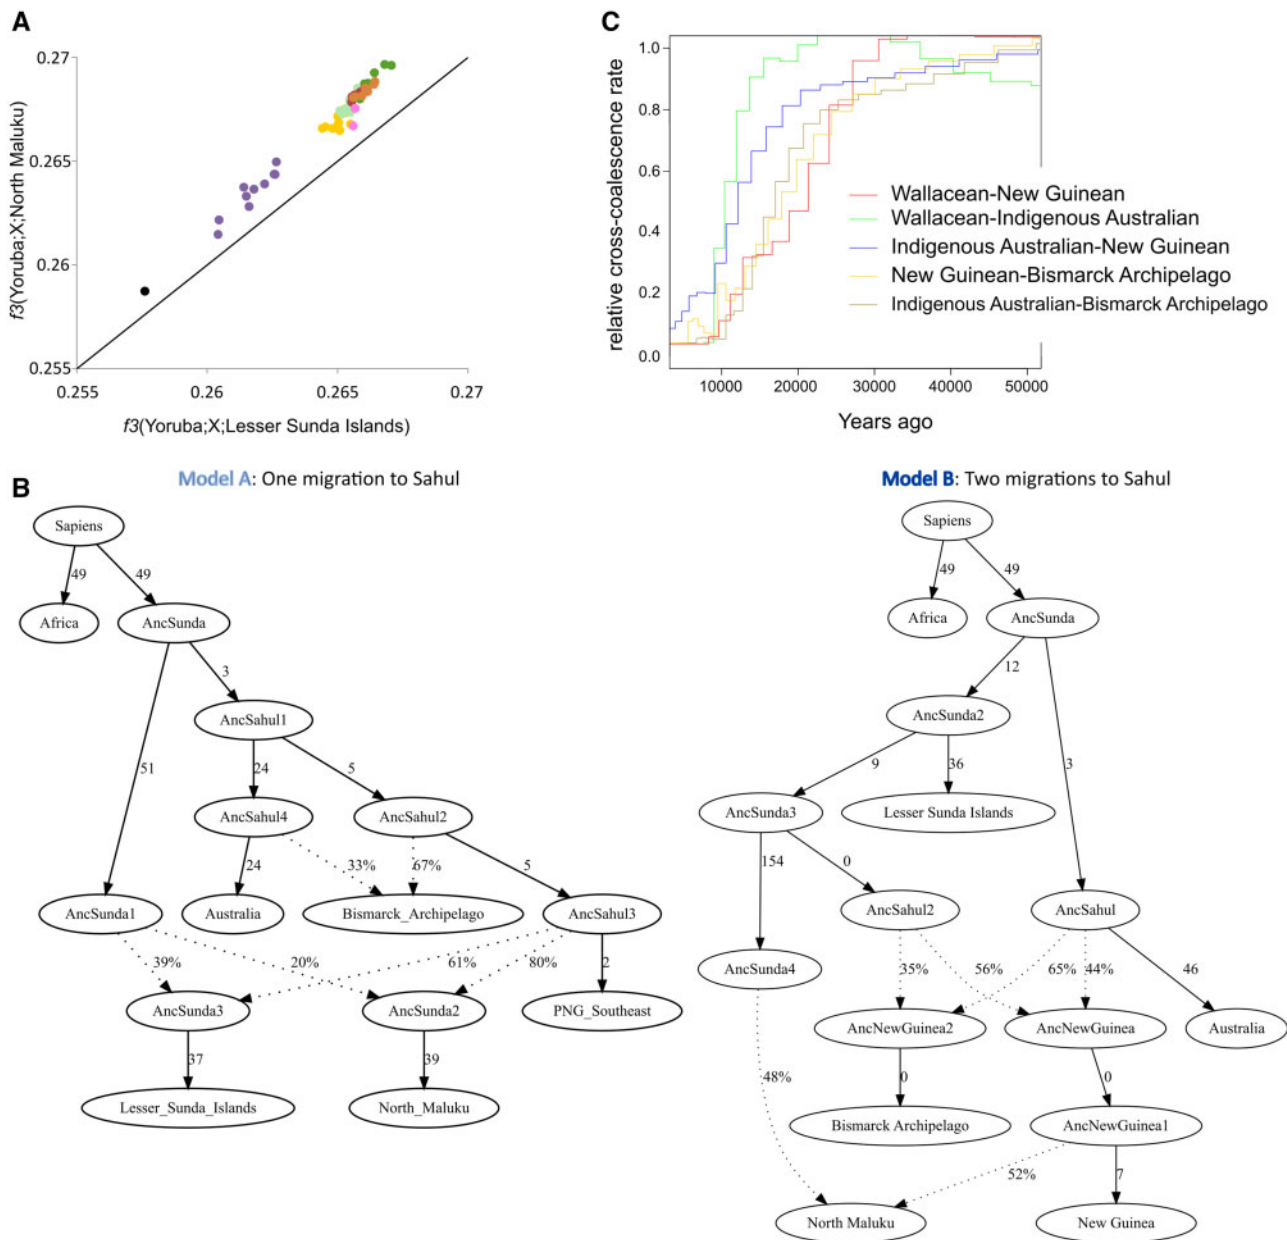 A
0.27
0.265
0.26
0.255
f3(Yoruba;X;North Maluku)
0.255
0.26
0.265
0.27
f3(Yoruba;X;Lesser Sunda Islands)
C
relative cross-coalescence rate
1.0
0.8
0.6
0.4
0.2
0.0
Wallacean-New Guinean
Wallacean-Indigenous Australian
Indigenous Australian-New Guinean
New Guinean-Bismarck Archipelago
Indigenous Australian-Bismarck Archipelago
10000
20000
30000
40000
50000
Years ago
B
Model A: One migration to Sahul
Sapiens
49
49
Africa
AncSunda
3
AncSahul1
51
24
5
AncSahul4
AncSahul2
24
33%
67%
5
AncSunda1
Australia
Bismarck_Archipelago
AncSahul3
39%
20%
61%
80%
2
AncSunda3
AncSunda2
PNG_Southeast
37
39
Lesser_Sunda_Islands
North_Maluku
Model B: Two migrations to Sahul
Sapiens
49
49
Africa
AncSunda
12
AncSunda2
9
36
3
AncSunda3
Lesser Sunda Islands
154
0
AncSahul2
AncSahul
AncSunda4
35%
56%
65%
44%
46
AncNewGuinea2
AncNewGuinea
Australia
48%
0
0
Bismarck Archipelago
AncNewGuinea1
52%
7
North Maluku
New Guinea